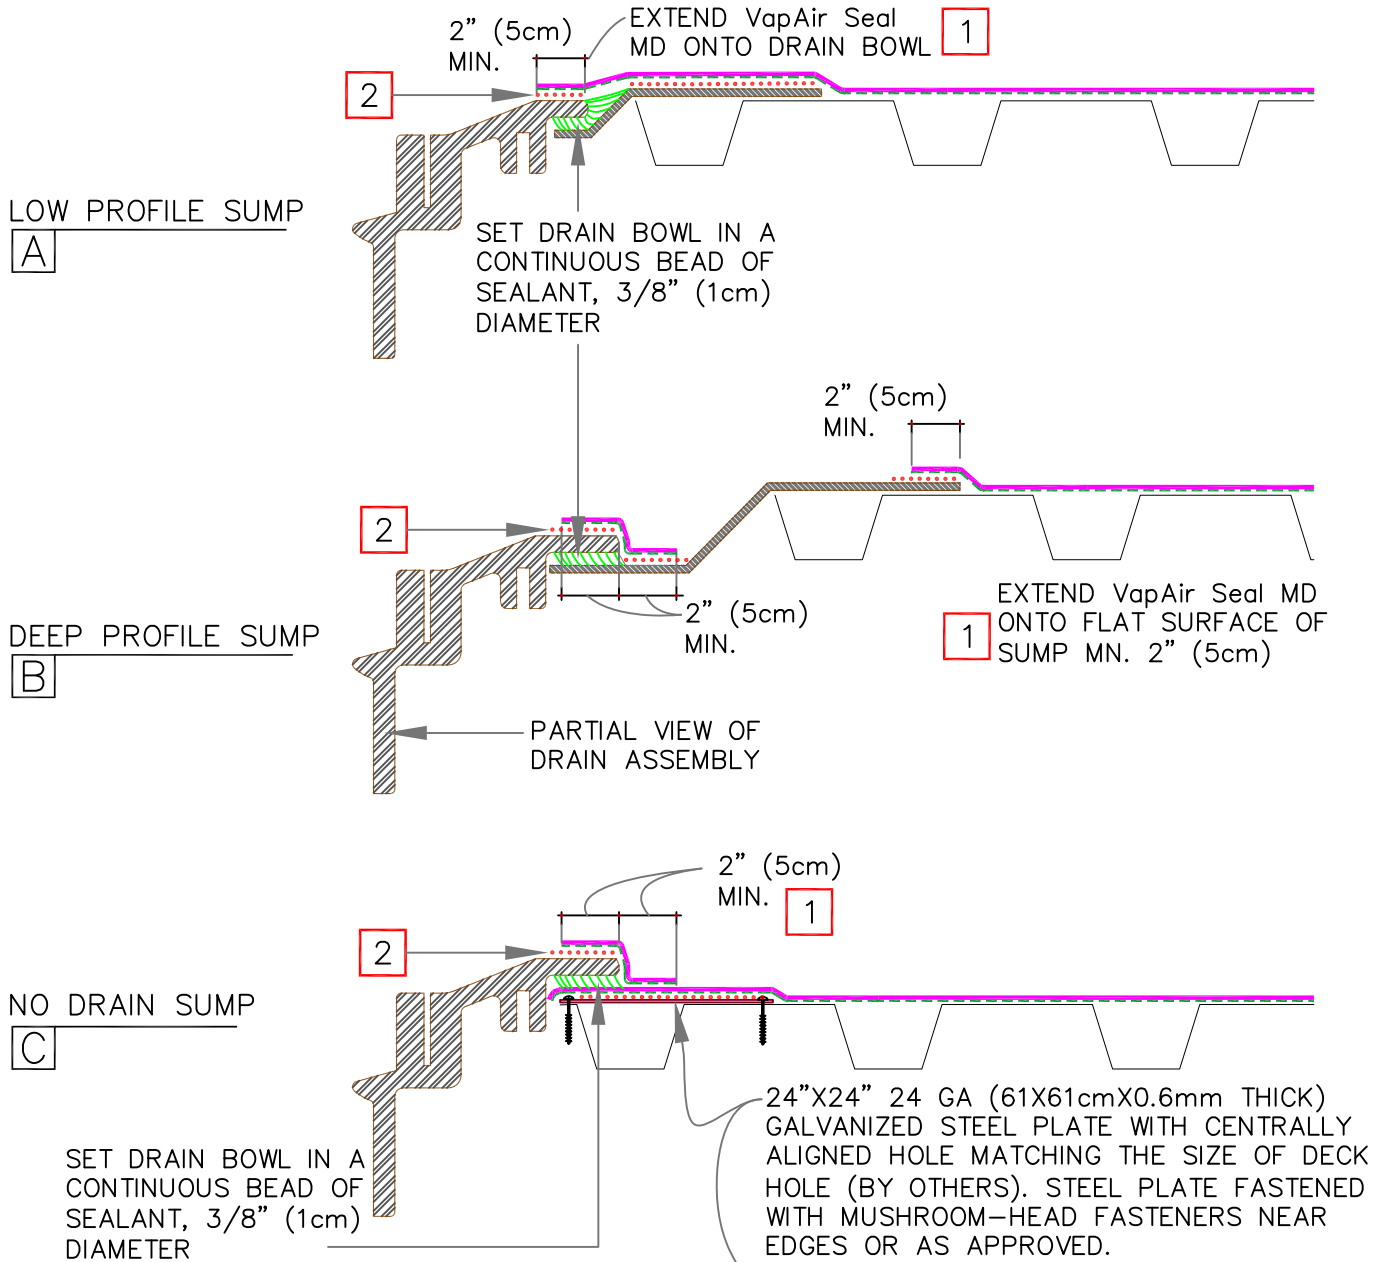 2” (5cm)
MIN.
EXTEND VapAir Seal
MD ONTO DRAIN BOWL
1
2
LOW PROFILE SUMP
A
SET DRAIN BOWL IN A
CONTINUOUS BEAD OF
SEALANT, 3/8” (1cm)
DIAMETER
2” (5cm)
MIN.
2
2” (5cm)
MIN.
1
EXTEND VapAir Seal MD
ONTO FLAT SURFACE OF
SUMP MN. 2” (5cm)
DEEP PROFILE SUMP
B
PARTIAL VIEW OF
DRAIN ASSEMBLY
2” (5cm)
MIN.
1
2
NO DRAIN SUMP
C
SET DRAIN BOWL IN A
CONTINUOUS BEAD OF
SEALANT, 3/8” (1cm)
DIAMETER
24”X24” 24 GA (61X61cmX0.6mm THICK)
GALVANIZED STEEL PLATE WITH CENTRALLY
ALIGNED HOLE MATCHING THE SIZE OF DECK
HOLE (BY OTHERS). STEEL PLATE FASTENED
WITH MUSHROOM–HEAD FASTENERS NEAR
EDGES OR AS APPROVED.